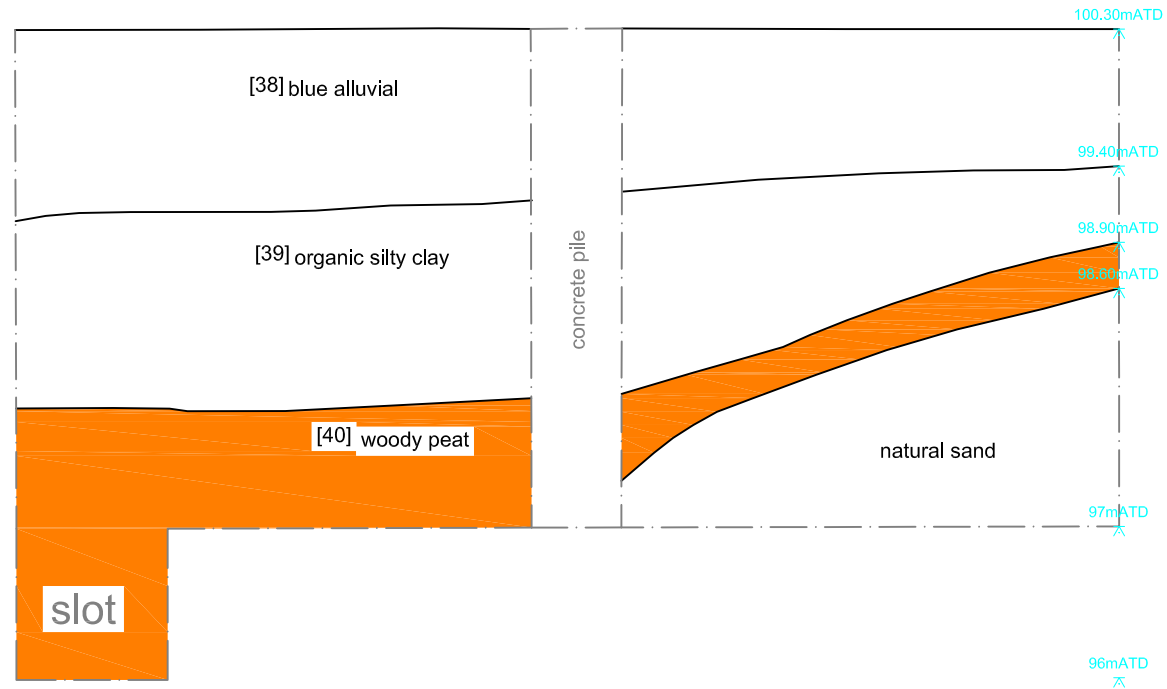 100.30mATD
[38] blue alluvial
99.40mATD
98.90mATD
[39] organic silty clay
concrete pile
98.60mATD
[40] woody peat
natural sand
97mATD
slot
96mATD